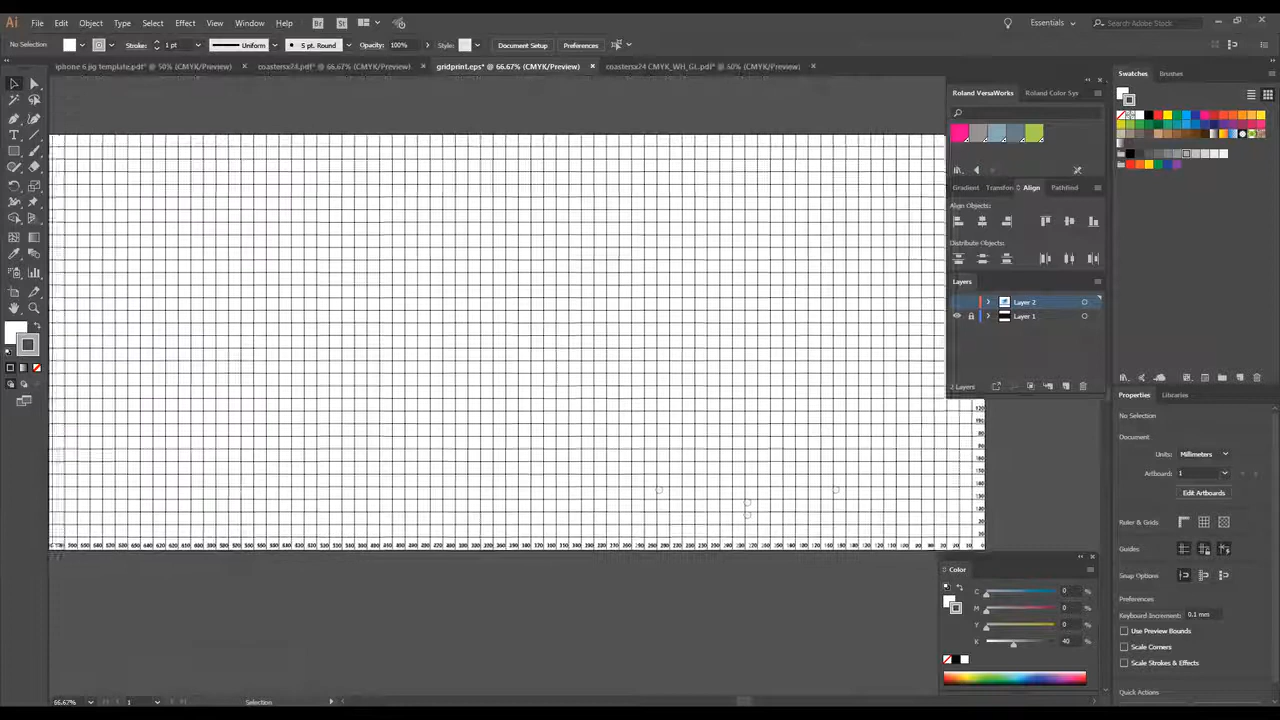 Ai File Edit Object Type Select Effect View Window Help Br St Essentials Search Adobe Stock
No Selection Stroke: 1 pt Uniform 5 pt. Round Opacity: 100% Style: Document Setup Preferences
iphone 6 jig template.pdf* @ 50% (CMYK/Preview) coastersx24.pdf* @ 66.67% (CMYK/Preview) gridprint.eps* @ 66.67% (CMYK/Preview) coastersx24 CMYK_WH_GL.pdf* @ 50% (CMYK/Preview)
Swatches Brushes
Roland VersaWorks Roland Color Sys
Gradient Transform Align Pathfind
Align Objects:
Distribute Objects:
Layers
Layer 2
Layer 1
2 Layers
Properties Libraries
No Selection
Document
Units: Millimeters
Artboard: 1
Edit Artboards
Ruler & Grids
Guides
Snap Options
Preferences
Keyboard Increment: 0.1 mm
Use Preview Bounds
Scale Corners
Scale Strokes & Effects
Quick Actions
Color
C 0 %
M 0 %
Y 0 %
K 40 %
66.67% 1 Selection